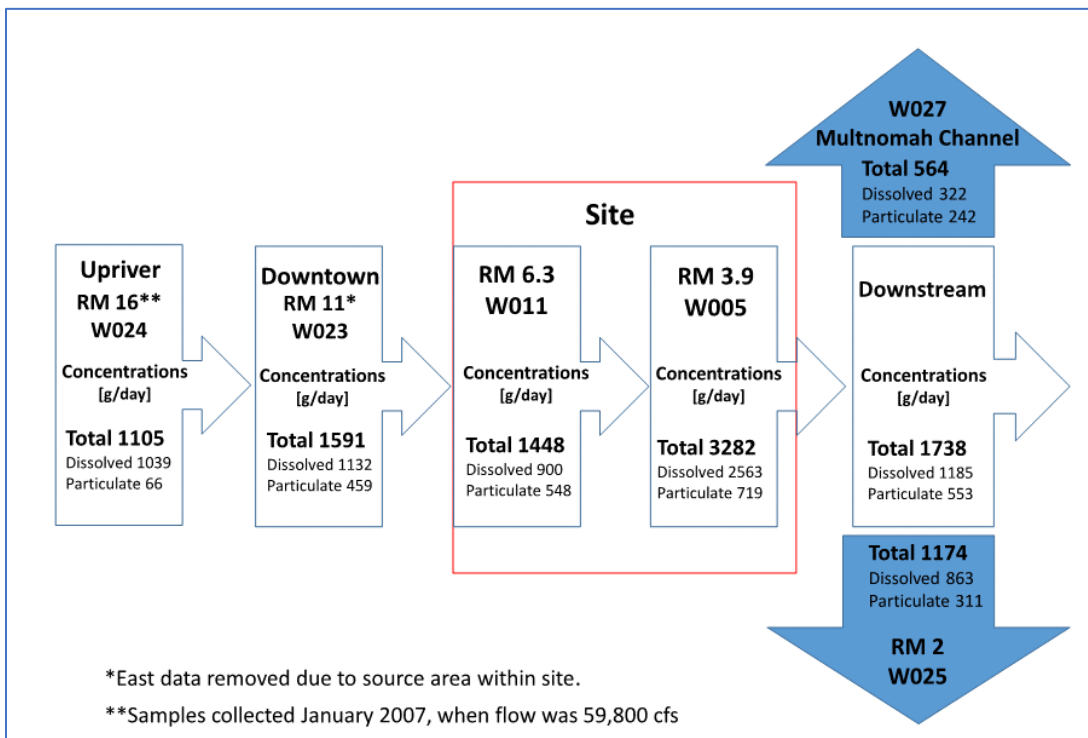 Upriver
RM 16**
W024
Concentrations
[g/day]
Total 1105
Dissolved 1039
Particulate 66
Downtown
RM 11*
W023
Concentrations
[g/day]
Total 1591
Dissolved 1132
Particulate 459
Site
RM 6.3
W011
Concentrations
[g/day]
Total 1448
Dissolved 900
Particulate 548
RM 3.9
W005
Concentrations
[g/day]
Total 3282
Dissolved 2563
Particulate 719
W027
Multnomah Channel
Total 564
Dissolved 322
Particulate 242
Downstream
Concentrations
[g/day]
Total 1738
Dissolved 1185
Particulate 553
Total 1174
Dissolved 863
Particulate 311
RM 2
W025
*East data removed due to source area within site.
**Samples collected January 2007, when flow was 59,800 cfs